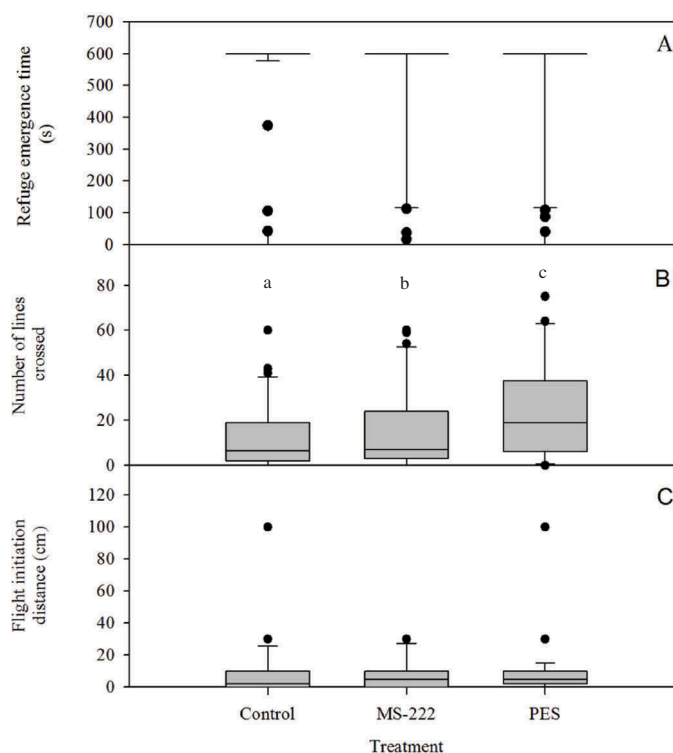 700
A
600
500
400
300
200
100
0
Refuge emergence time
(s)
a
b
c
B
80
60
40
20
0
Number of lines
crossed
C
120
100
80
60
40
20
0
Flight initiation
distance (cm)
Control MS-222 PES
Treatment